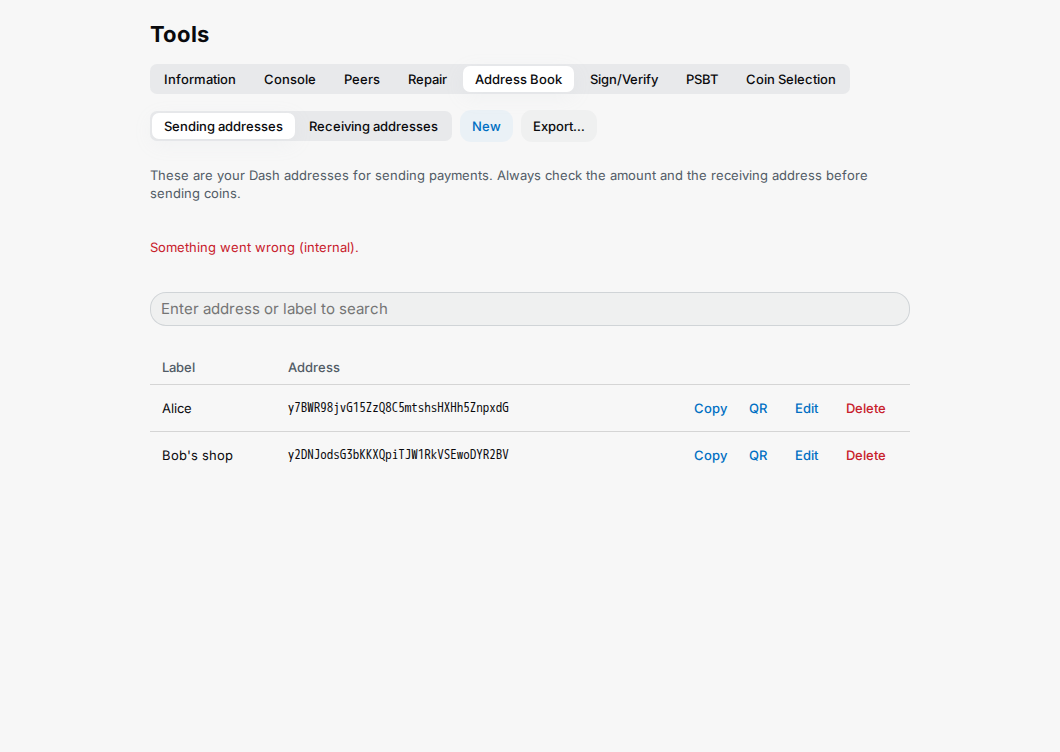 Tools
Information Console Peers Repair Address Book Sign/Verify PSBT Coin Selection
Sending addresses Receiving addresses New Export...
These are your Dash addresses for sending payments. Always check the amount and the receiving address before
sending coins.
Something went wrong (internal).
Enter address or label to search
Label Address
Alice y7BWR98jvG15ZzQ8C5mtshsHXHh5ZnpxdG Copy QR Edit Delete
Bob's shop y2DNJodsG3bKKXQpiTJW1RkVSEwoDYR2BV Copy QR Edit Delete